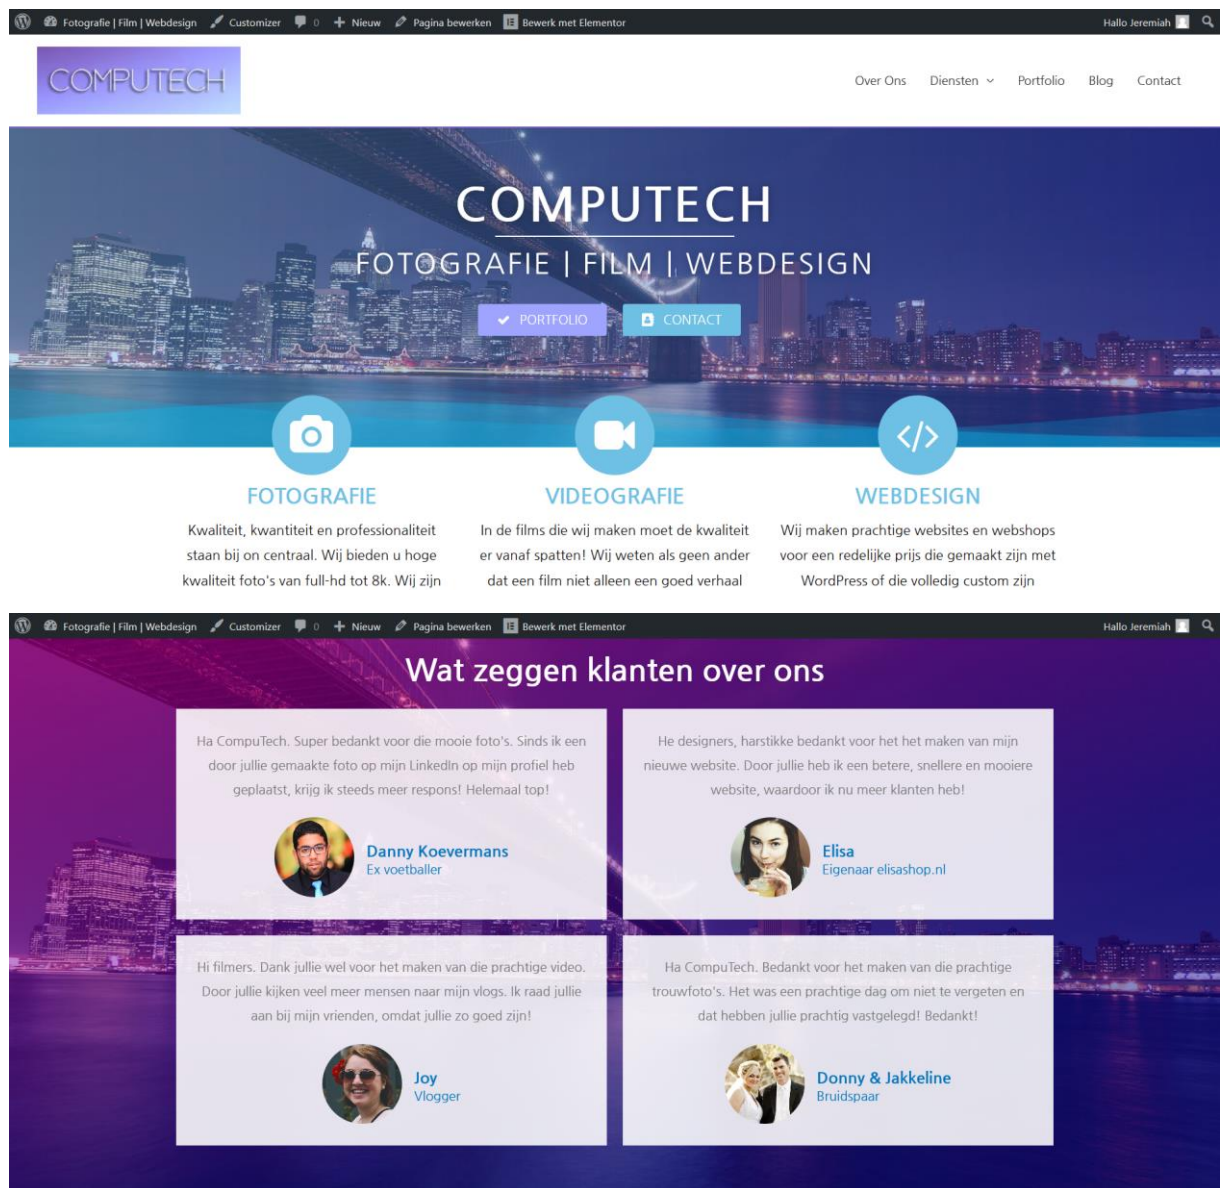 Fotografie | Film | Webdesign Customizer 0 Nieuw Pagina bewerken Bewerk met Elementor Hallo Jeremiah
COMPUTECH
Over Ons Diensten Portfolio Blog Contact
COMPUTECH
FOTOGRAFIE | FILM | WEBDESIGN
PORTFOLIO CONTACT
FOTOGRAFIE
Kwaliteit, kwantiteit en professionaliteit
staan bij on centraal. Wij bieden u hoge
kwaliteit foto's van full-hd tot 8k. Wij zijn
VIDEOGRAFIE
In de films die wij maken moet de kwaliteit
er vanaf spatten! Wij weten als geen ander
dat een film niet alleen een goed verhaal
WEBDESIGN
Wij maken prachtige websites en webshops
voor een redelijke prijs die gemaakt zijn met
WordPress of die volledig custom zijn
Fotografie | Film | Webdesign Customizer 0 Nieuw Pagina bewerken Bewerk met Elementor Hallo Jeremiah
Wat zeggen klanten over ons
Ha CompuTech. Super bedankt voor die mooie foto's. Sinds ik een
door jullie gemaakte foto op mijn LinkedIn op mijn profiel heb
geplaatst, krijg ik steeds meer respons! Helemaal top!
Danny Koevermans
Ex voetballer
He designers, harstikke bedankt voor het het maken van mijn
nieuwe website. Door jullie heb ik een betere, snellere en mooiere
website, waardoor ik nu meer klanten heb!
Elisa
Eigenaar elisashop.nl
Hi filmers. Dank jullie wel voor het maken van die prachtige video.
Door jullie kijken veel meer mensen naar mijn vlogs. Ik raad jullie
aan bij mijn vrienden, omdat jullie zo goed zijn!
Joy
Vlogger
Ha CompuTech. Bedankt voor het maken van die prachtige
trouwfoto's. Het was een prachtige dag om niet te vergeten en
dat hebben jullie prachtig vastgelegd! Bedankt!
Donny & Jakkeline
Bruidspaar